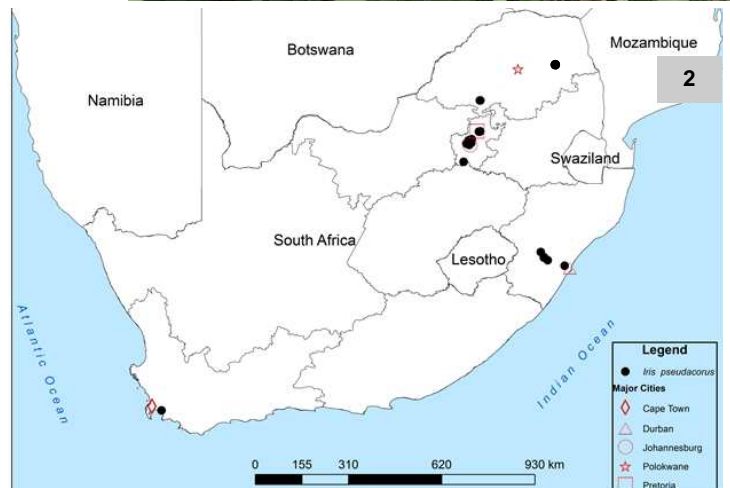 Botswana
Mozambique
2
Namibia
Swaziland
South Africa
Lesotho
Atlantic Ocean
Indian Ocean
Legend
Iris pseudacorus
Major Cities
Cape Town
Durban
Johannesburg
Polokwane
Pretoria
0 155 310 620 930 km